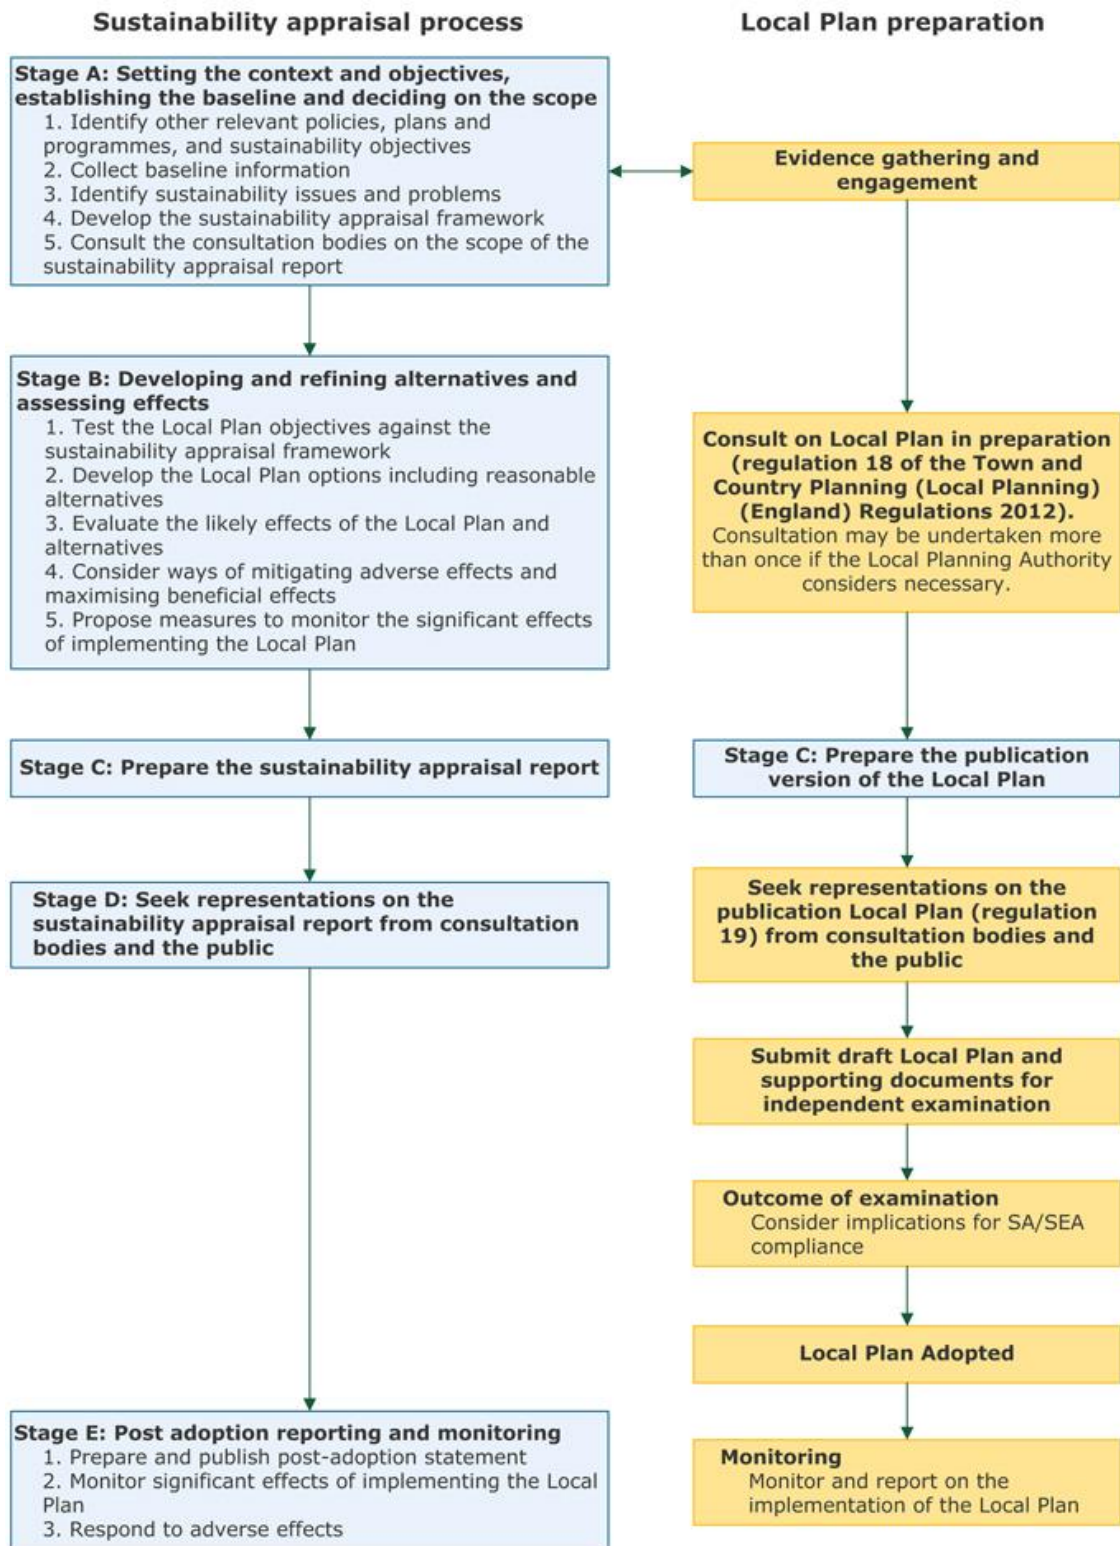 Sustainability appraisal process
Local Plan preparation
Stage A: Setting the context and objectives,
establishing the baseline and deciding on the scope
1. Identify other relevant policies, plans and
programmes, and sustainability objectives
2. Collect baseline information
3. Identify sustainability issues and problems
4. Develop the sustainability appraisal framework
5. Consult the consultation bodies on the scope of the
sustainability appraisal report
Evidence gathering and
engagement
Stage B: Developing and refining alternatives and
assessing effects
1. Test the Local Plan objectives against the
sustainability appraisal framework
2. Develop the Local Plan options including reasonable
alternatives
3. Evaluate the likely effects of the Local Plan and
alternatives
4. Consider ways of mitigating adverse effects and
maximising beneficial effects
5. Propose measures to monitor the significant effects
of implementing the Local Plan
Consult on Local Plan in preparation
(regulation 18 of the Town and
Country Planning (Local Planning)
(England) Regulations 2012).
Consultation may be undertaken more
than once if the Local Planning Authority
considers necessary.
Stage C: Prepare the sustainability appraisal report
Stage C: Prepare the publication
version of the Local Plan
Stage D: Seek representations on the
sustainability appraisal report from consultation
bodies and the public
Seek representations on the
publication Local Plan (regulation
19) from consultation bodies and
the public
Submit draft Local Plan and
supporting documents for
independent examination
Outcome of examination
Consider implications for SA/SEA
compliance
Local Plan Adopted
Stage E: Post adoption reporting and monitoring
1. Prepare and publish post-adoption statement
2. Monitor significant effects of implementing the Local
Plan
3. Respond to adverse effects
Monitoring
Monitor and report on the
implementation of the Local Plan